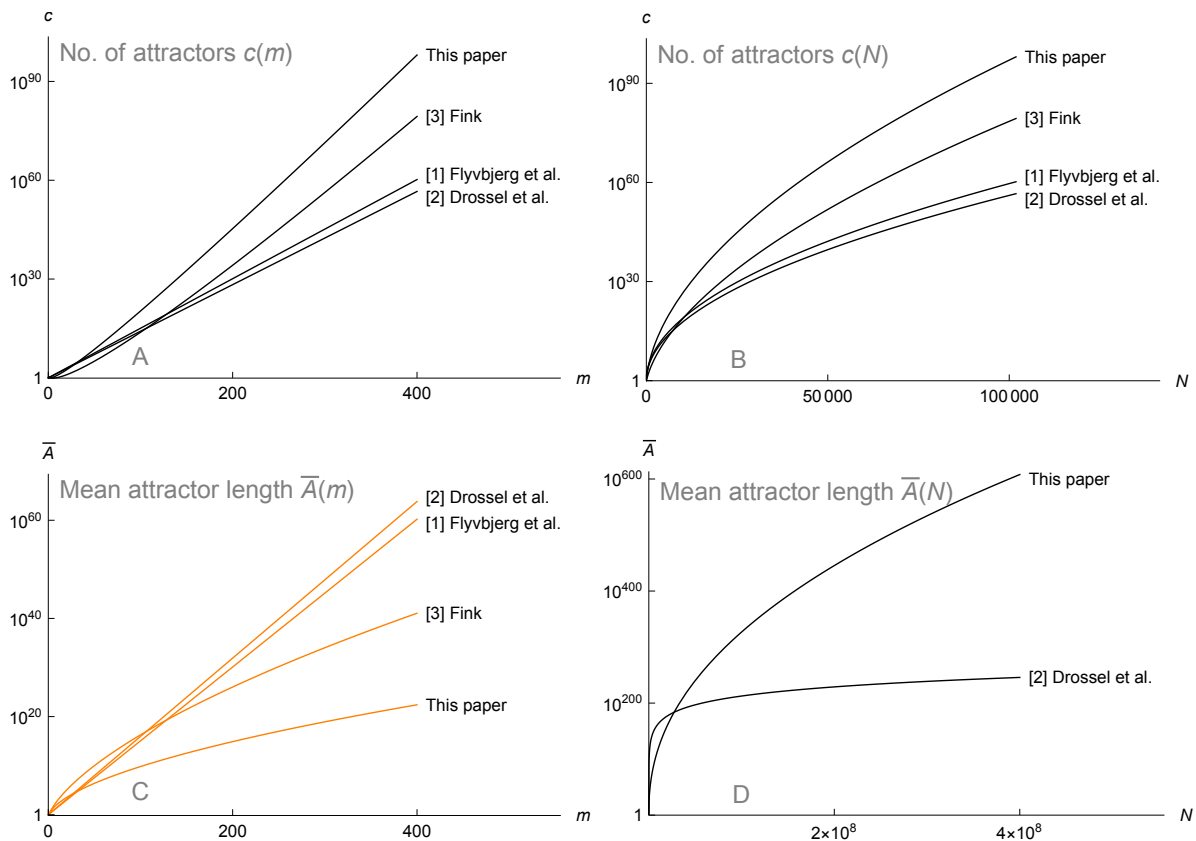 c
No. of attractors c(m)
10^90
10^60
10^30
1
0
200
400
m
This paper
[3] Fink
[1] Flyvbjerg et al.
[2] Drossel et al.
A
c
No. of attractors c(N)
10^90
10^60
10^30
1
0
50 000
100 000
N
This paper
[3] Fink
[1] Flyvbjerg et al.
[2] Drossel et al.
B
A̅
Mean attractor length A̅(m)
10^60
10^40
10^20
1
0
200
400
m
[2] Drossel et al.
[1] Flyvbjerg et al.
[3] Fink
This paper
C
A̅
Mean attractor length A̅(N)
10^600
10^400
10^200
1
2×10^8
4×10^8
N
This paper
[2] Drossel et al.
D